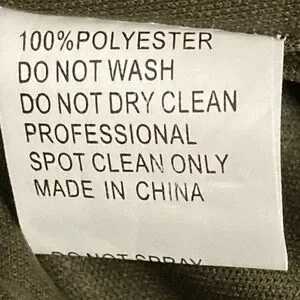 100%POLYESTER
DO NOT WASH
DO NOT DRY CLEAN
PROFESSIONAL
SPOT CLEAN ONLY
MADE IN CHINA
DO NOT SPRAY